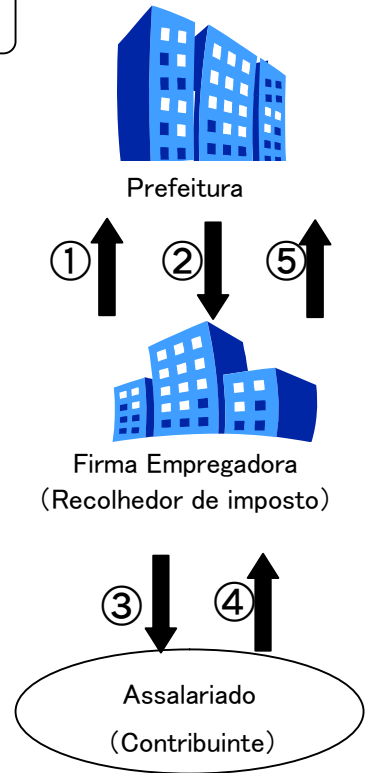 Prefeitura
① ② ⑤
Firma Empregadora
(Recolhedor de imposto)
③ ④
Assalariado
(Contribuinte)